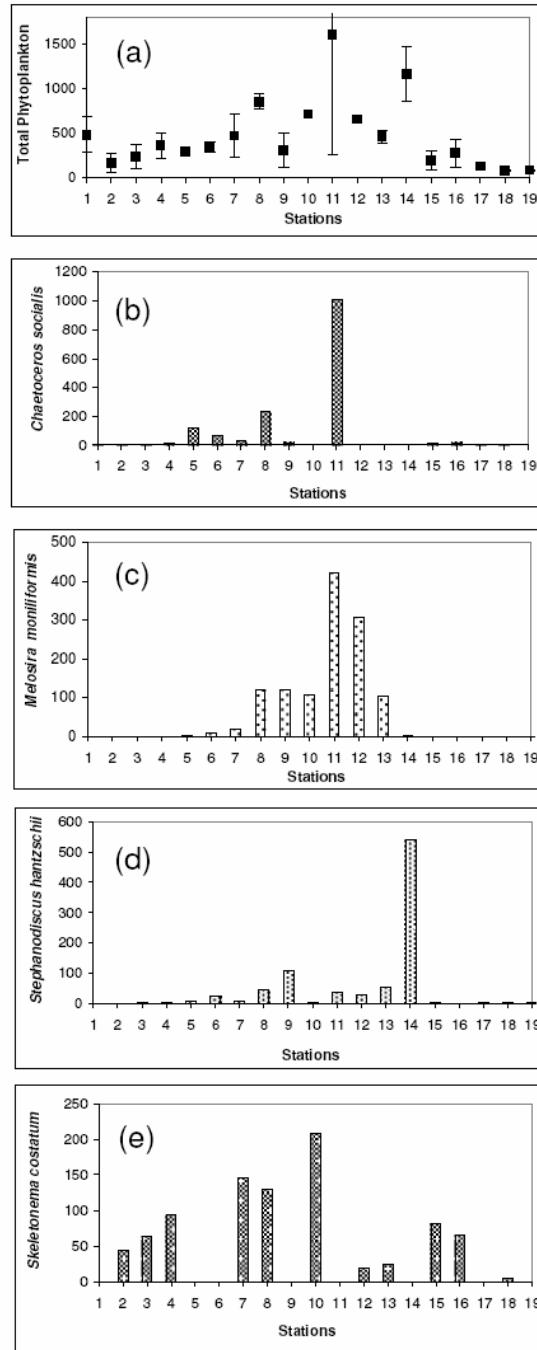 (a)
Total Phytoplankton
1500
1000
500
0
1 2 3 4 5 6 7 8 9 10 11 12 13 14 15 16 17 18 19
Stations
(b)
Chaetoceros socialis
1200
1000
800
600
400
200
0
1 2 3 4 5 6 7 8 9 10 11 12 13 14 15 16 17 18 19
Stations
(c)
Melosira moniliformis
500
400
300
200
100
0
1 2 3 4 5 6 7 8 9 10 11 12 13 14 15 16 17 18 19
Stations
(d)
Stephanodiscus hantzschii
600
500
400
300
200
100
0
1 2 3 4 5 6 7 8 9 10 11 12 13 14 15 16 17 18 19
Stations
(e)
Skeletonema costatum
250
200
150
100
50
0
1 2 3 4 5 6 7 8 9 10 11 12 13 14 15 16 17 18 19
Stations